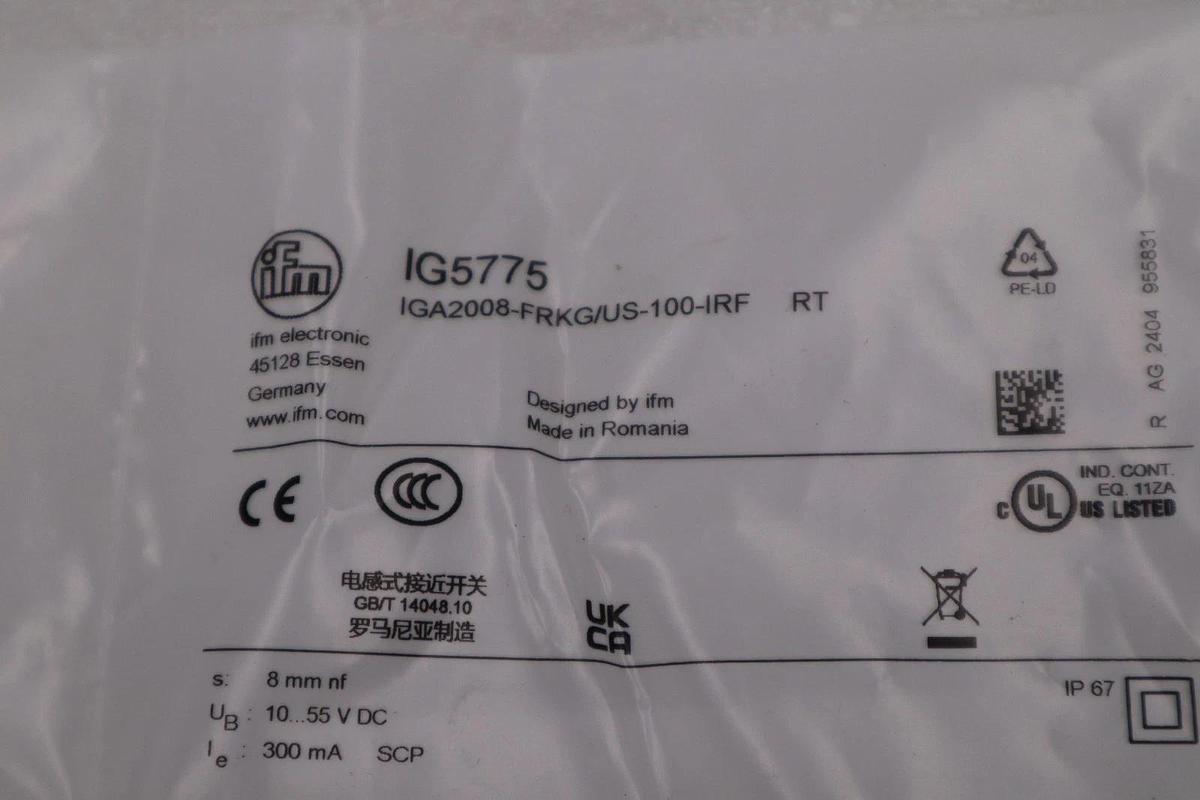 ifm
IG5775
IGA2008-FRKG/US-100-IRF RT
ifm electronic
45128 Essen
Germany
www.ifm.com
Designed by ifm
Made in Romania
04
PE-LD
R AG 2404 955831
CE
CCC
C UL US LISTED
IND. CONT.
EQ. 11ZA
电感式接近开关
GB/T 14048.10
罗马尼亚制造
UK
CA
s: 8 mm nf
UB : 10...55 V DC
Ie : 300 mA SCP
IP 67